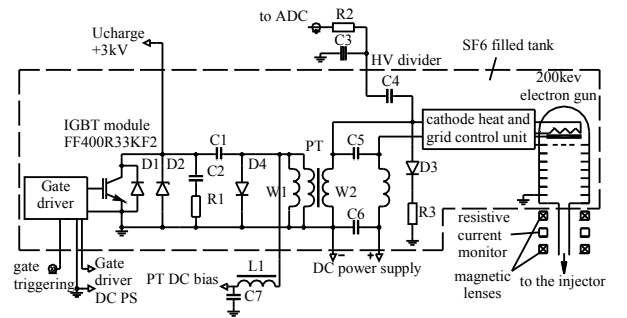 to ADC
R2
C3
HV divider
Ucharge
+3kV
C4
SF6 filled tank
200kev
electron gun
IGBT module
FF400R33KF2
cathode heat and
grid control unit
D1
D2
C1
C2
D4
PT
C5
D3
W1
W2
R1
R3
C6
Gate
driver
resistive
current
monitor
magnetic
lenses
gate
triggering
Gate
driver
DC PS
PT DC bias
L1
C7
− +
DC power supply
to the injector